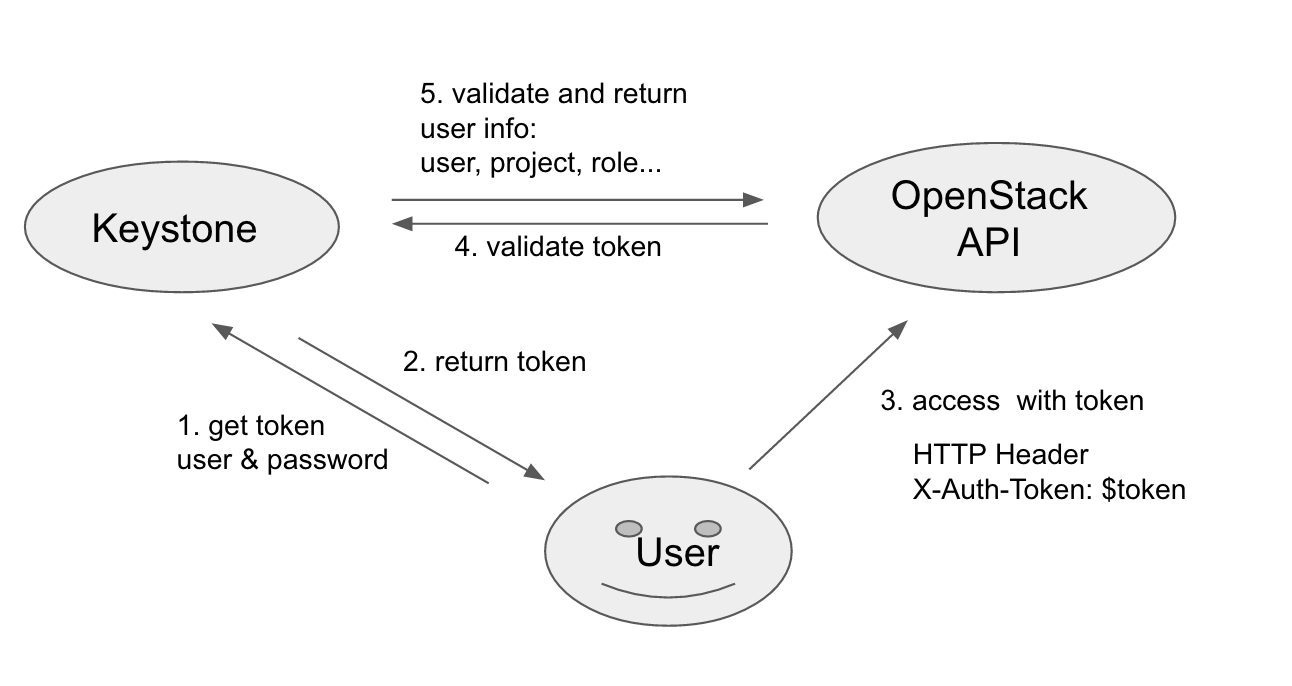 5. validate and return
user info:
user, project, role...
Keystone
OpenStack
API
4. validate token
2. return token
1. get token
user & password
3. access  with token
HTTP Header
X-Auth-Token: $token
User